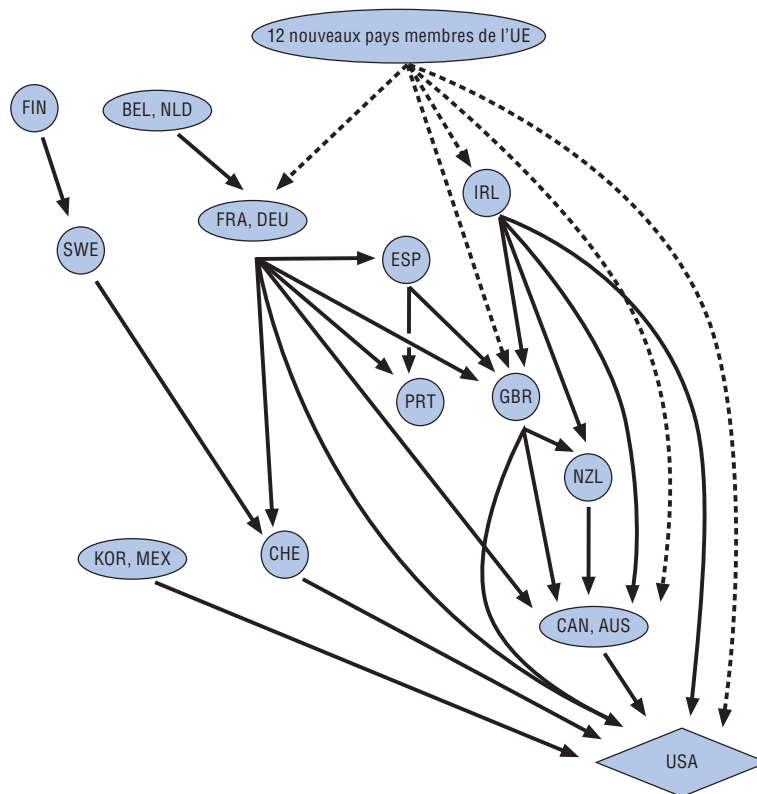 12 nouveaux pays membres de l'UE
FIN
BEL, NLD
IRL
FRA, DEU
SWE
ESP
PRT
GBR
NZL
KOR, MEX
CHE
CAN, AUS
USA